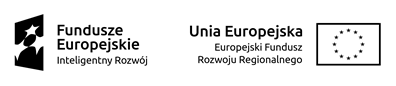 Fundusze
Europejskie
Inteligentny Rozwój
Unia Europejska
Europejski Fundusz
Rozwoju Regionalnego